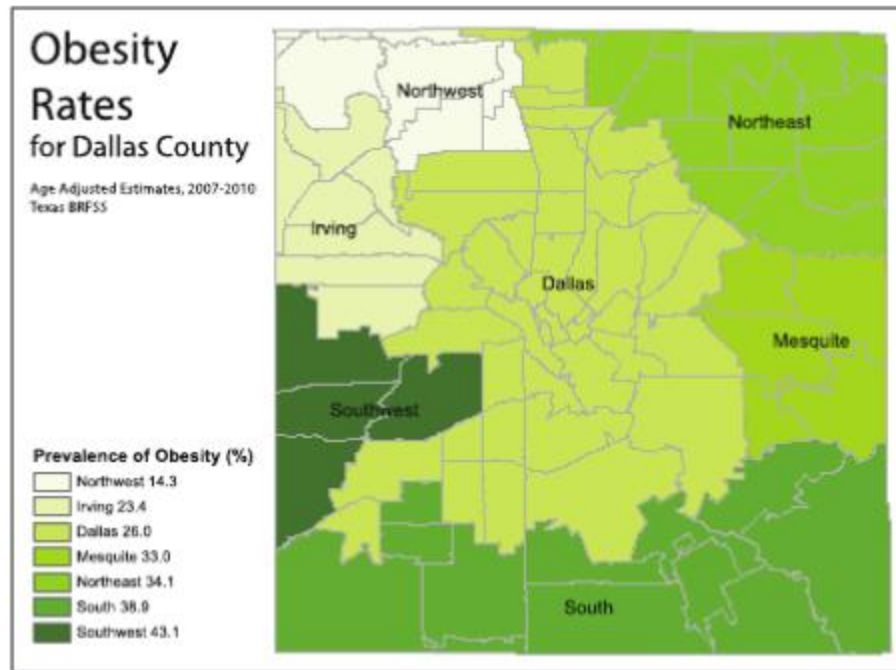 Obesity
Rates
for Dallas County
Age Adjusted Estimates, 2007-2010
Texas BRFSS
Northwest
Northeast
Irving
Dallas
Mesquite
Southwest
South
Prevalence of Obesity (%)
Northwest 14.3
Irving 23.4
Dallas 26.0
Mesquite 33.0
Northeast 34.1
South 38.9
Southwest 43.1